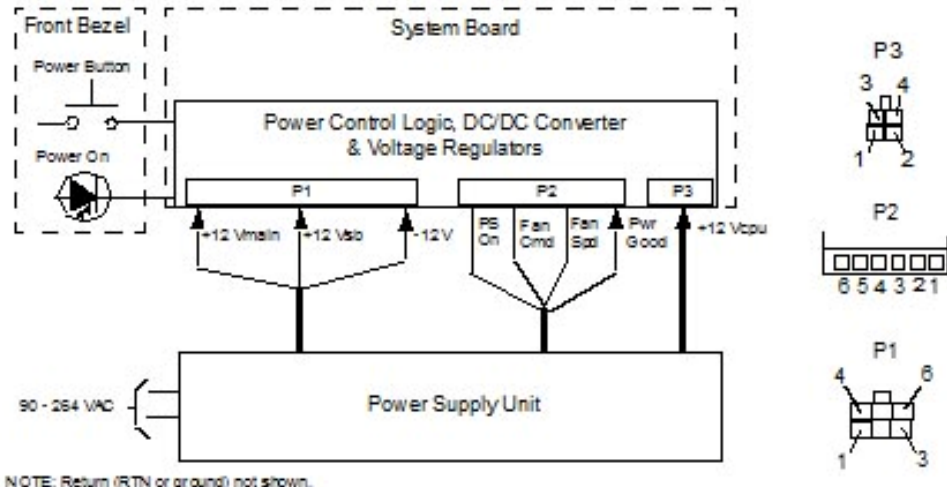 Front Bezel
System Board
Power Button
Power Control Logic, DC/DC Converter
& Voltage Regulators
Power On
P1
P2
P3
+12 Vmain
+12 Vsb
-12 V
PS
On
Fan
Cmd
Fan
Spd
Pwr
Good
+12 Vcpu
Power Supply Unit
90 - 264 VAC
NOTE: Return (RTN or ground) not shown.
P3
3 4
1 2
P2
6 5 4 3 2 1
P1
4 6
1 3